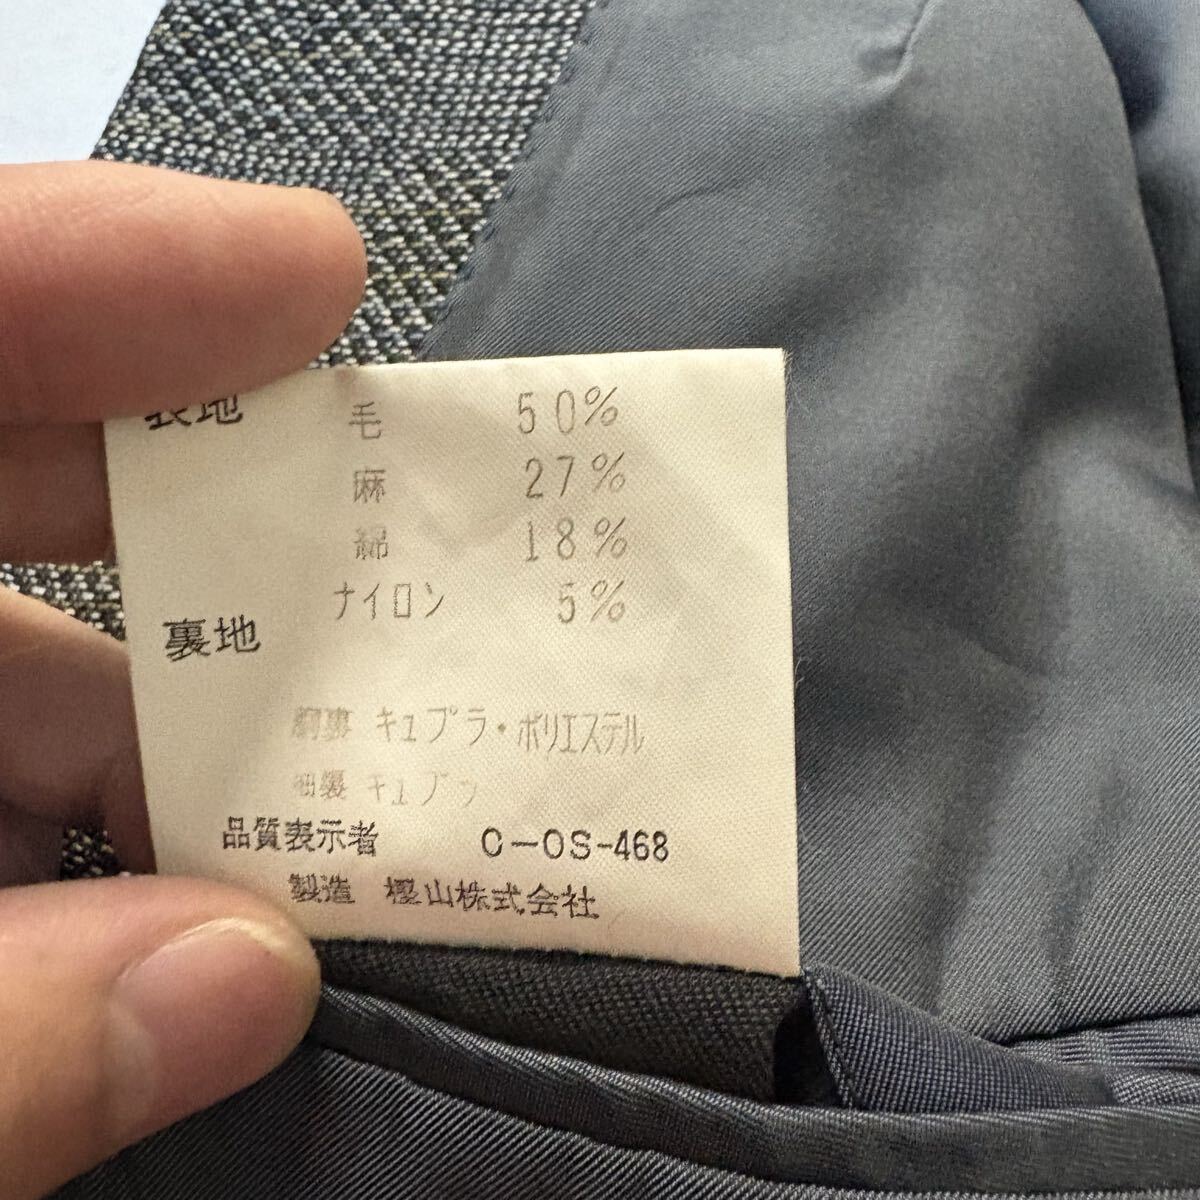 表地 毛 50%
麻 27%
綿 18%
ナイロン 5%
裏地
胴裏 キュプラ・ポリエステル
袖裏 キュプラ
品質表示者 C-OS-468
製造 樫山株式会社